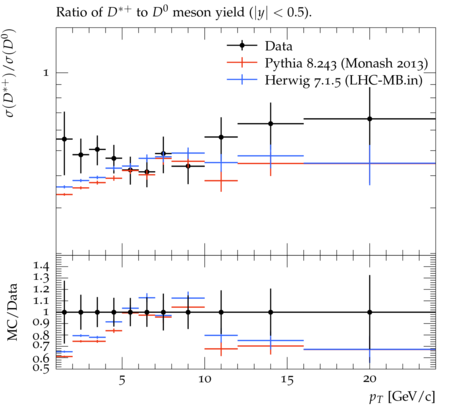 Ratio of D*+ to D0 meson yield (|y| < 0.5).
Data
Pythia 8.243 (Monash 2013)
Herwig 7.1.5 (LHC-MB.in)
σ(D*+)/σ(D0)
1
MC/Data
1.4
1.3
1.2
1.1
1
0.9
0.8
0.7
0.6
0.5
5 10 15 20
pT [GeV/c]